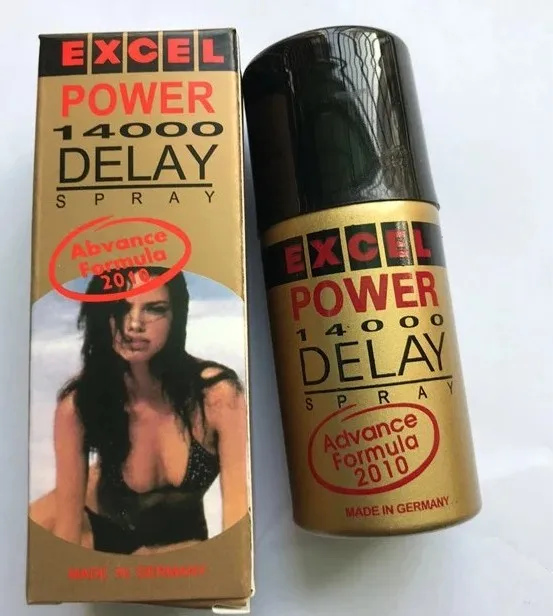 EXCEL
POWER
14000
DELAY
SPRAY
Abvance
Formula
2010
MADE IN GERMANY
EXCEL
POWER
14000
DELAY
SPRAY
Advance
Formula
2010
MADE IN GERMANY